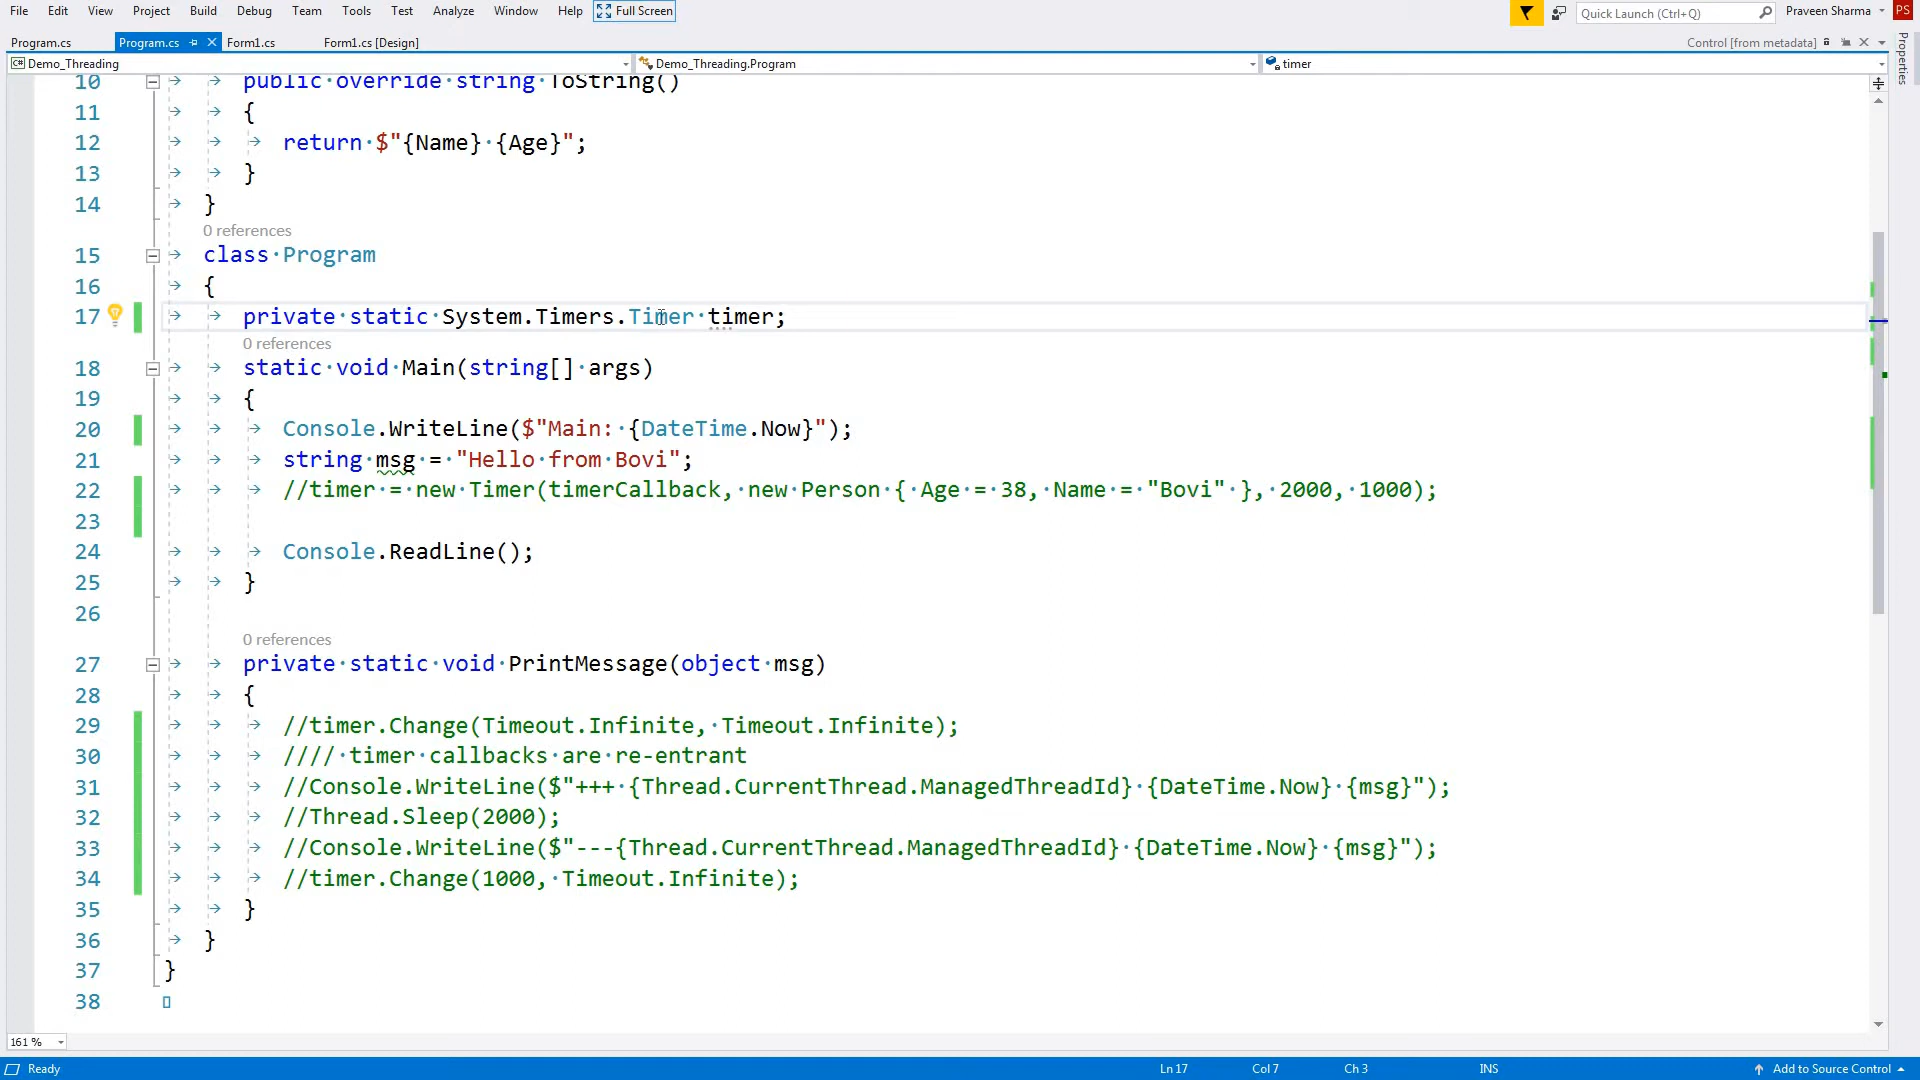 File Edit View Project Build Debug Team Tools Test Analyze Window Help Full Screen Quick Launch (Ctrl+Q) Praveen Sharma PS
Program.cs Program.cs Form1.cs Form1.cs [Design] Control [from metadata]
Properties
C# Demo_Threading Demo_Threading.Program timer
10 public override string ToString()
11 {
12 return $"{Name} {Age}";
13 }
14 }
0 references
15 class Program
16 {
17 private static System.Timers.Timer timer;
0 references
18 static void Main(string[] args)
19 {
20 Console.WriteLine($"Main: {DateTime.Now}");
21 string msg = "Hello from Bovi";
22 //timer = new Timer(timerCallback, new Person { Age = 38, Name = "Bovi" }, 2000, 1000);
23
24 Console.ReadLine();
25 }
26
0 references
27 private static void PrintMessage(object msg)
28 {
29 //timer.Change(Timeout.Infinite, Timeout.Infinite);
30 //// timer callbacks are re-entrant
31 //Console.WriteLine($"+++ {Thread.CurrentThread.ManagedThreadId} {DateTime.Now} {msg}");
32 //Thread.Sleep(2000);
33 //Console.WriteLine($"---{Thread.CurrentThread.ManagedThreadId} {DateTime.Now} {msg}");
34 //timer.Change(1000, Timeout.Infinite);
35 }
36 }
37 }
38
161 %
Ready Ln 17 Col 7 Ch 3 INS Add to Source Control